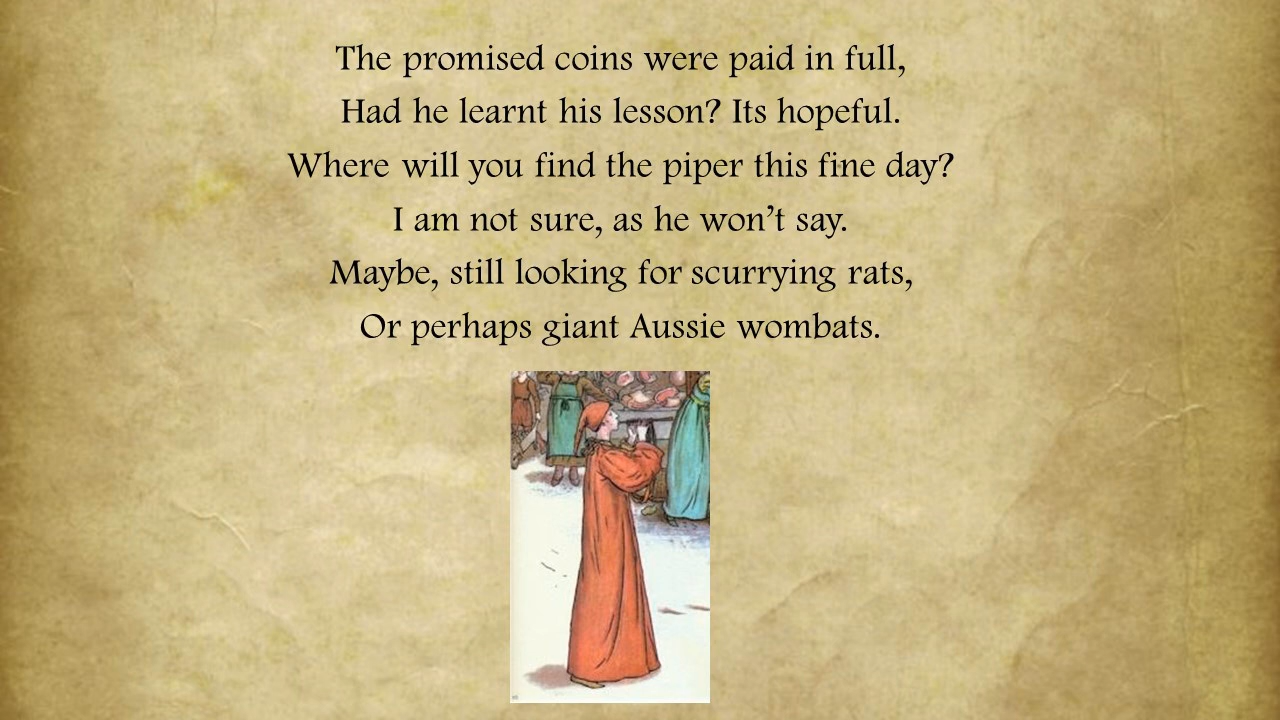 The promised coins were paid in full,
Had he learnt his lesson? Its hopeful.
Where will you find the piper this fine day?
I am not sure, as he won’t say.
Maybe, still looking for scurrying rats,
Or perhaps giant Aussie wombats.